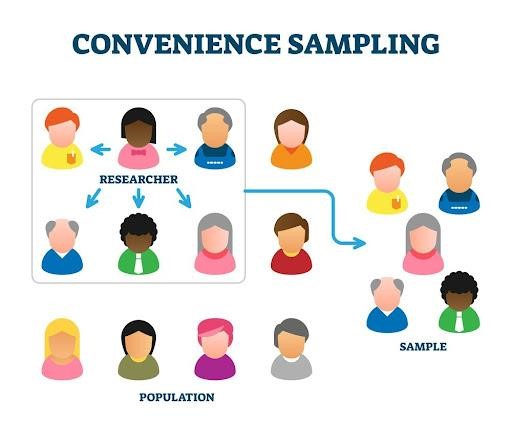 CONVENIENCE SAMPLING
RESEARCHER
SAMPLE
POPULATION